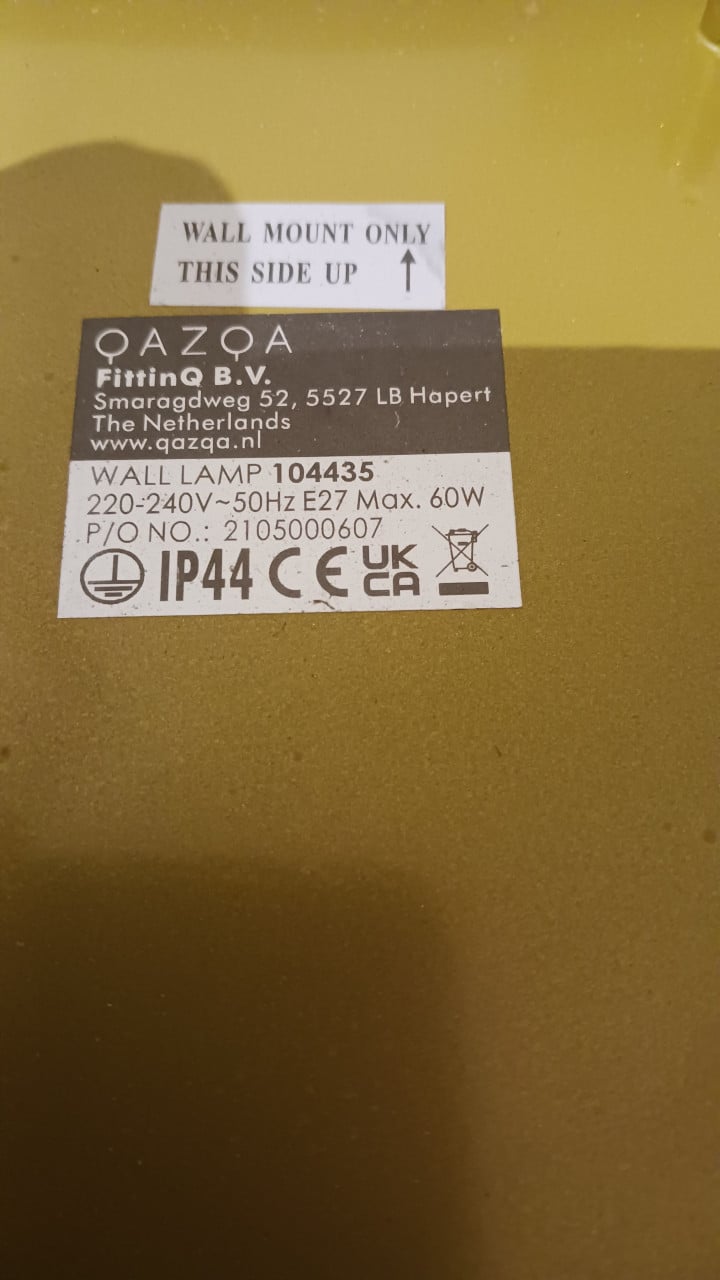 WALL MOUNT ONLY
THIS SIDE UP
QAZQA
FittinQ B.V.
Smaragdweg 52, 5527 LB Hapert
The Netherlands
www.qazqa.nl
WALL LAMP 104435
220-240V~50Hz E27 Max. 60W
P/O NO.: 2105000607
IP44 CE UK
CA